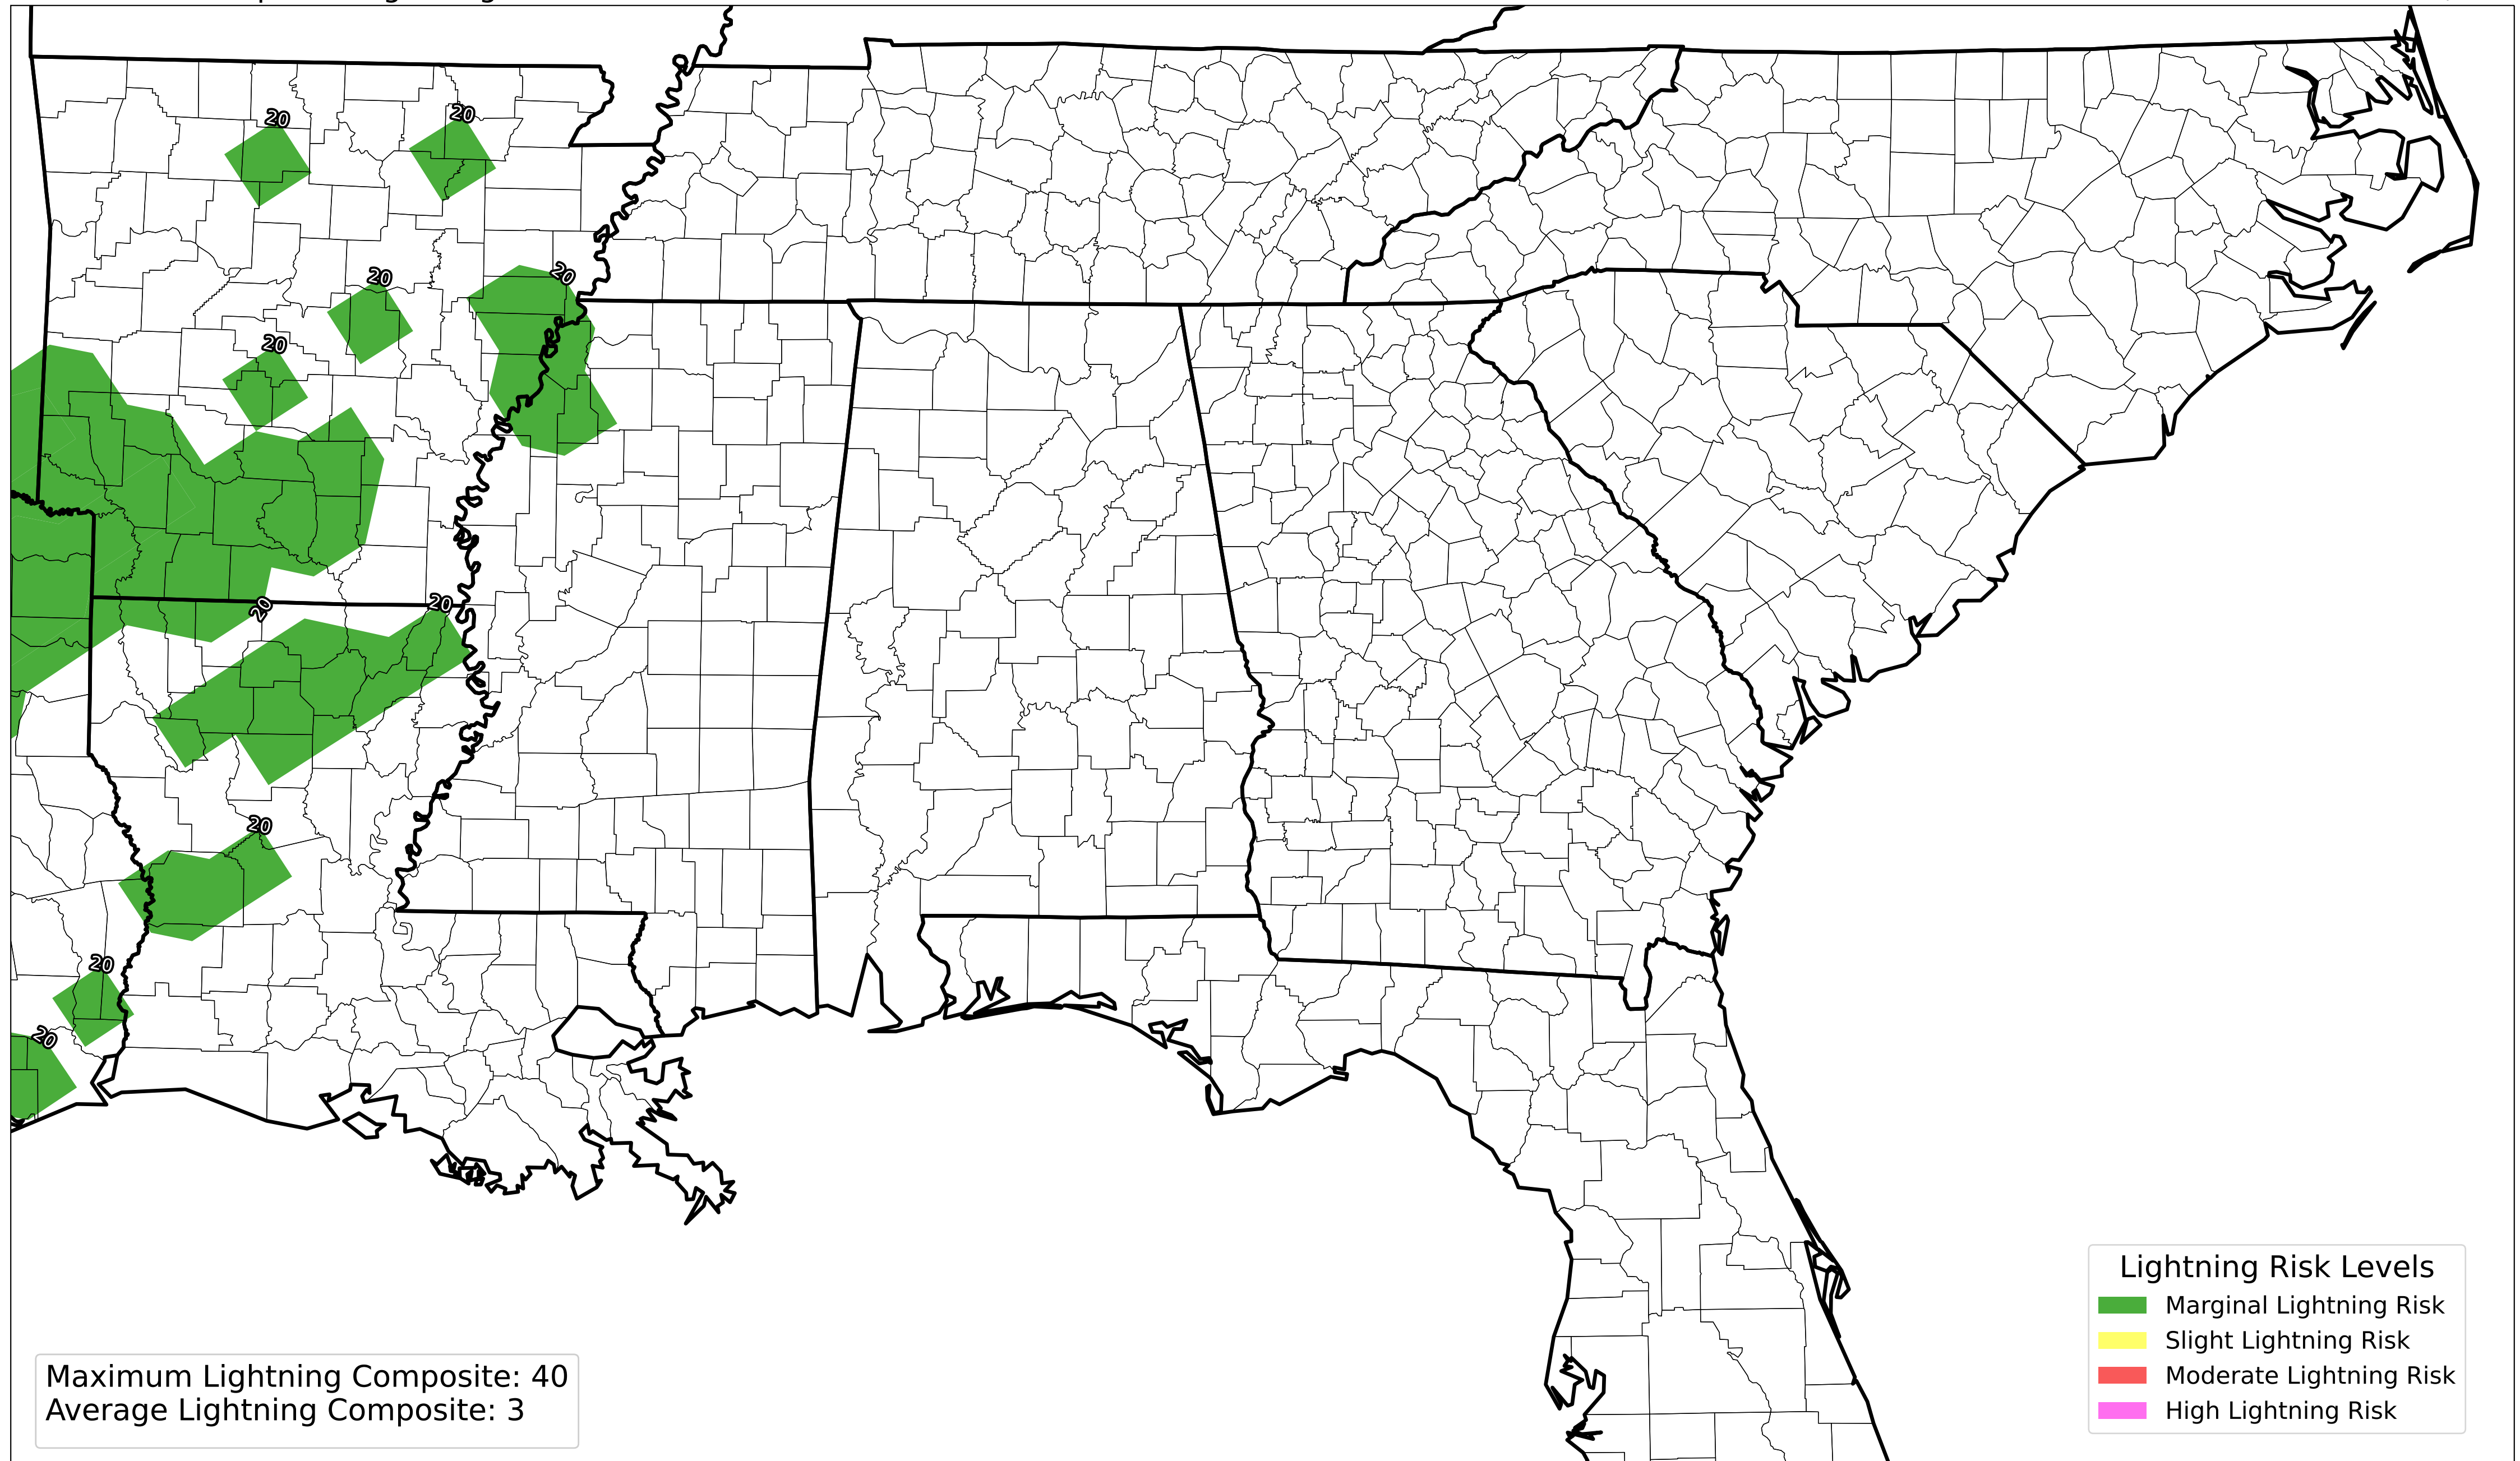 20
20
20
20
20
20
20
20
20
20
Lightning Risk Levels
Marginal Lightning Risk
Slight Lightning Risk
Moderate Lightning Risk
High Lightning Risk
Maximum Lightning Composite: 40
Average Lightning Composite: 3